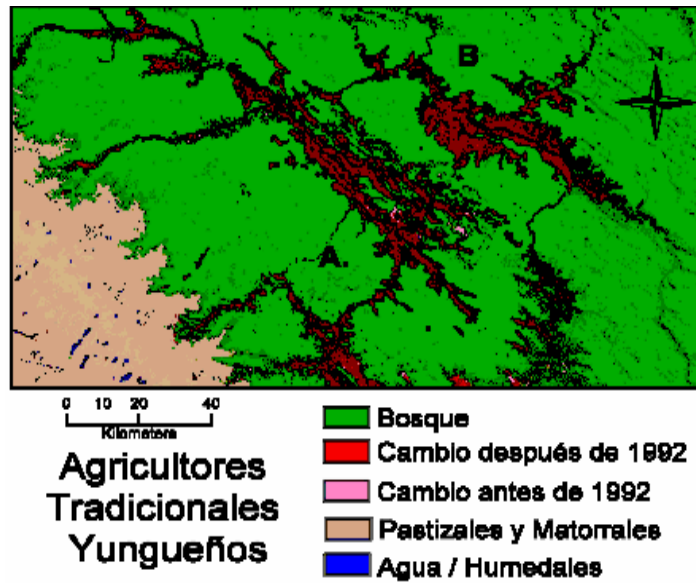 B
N
A.
0 10 20 40
Kilometers
Agricultores
Tradicionales
Yungueños
Bosque
Cambio después de 1992
Cambio antes de 1992
Pastizales y Matorrales
Agua / Humedales